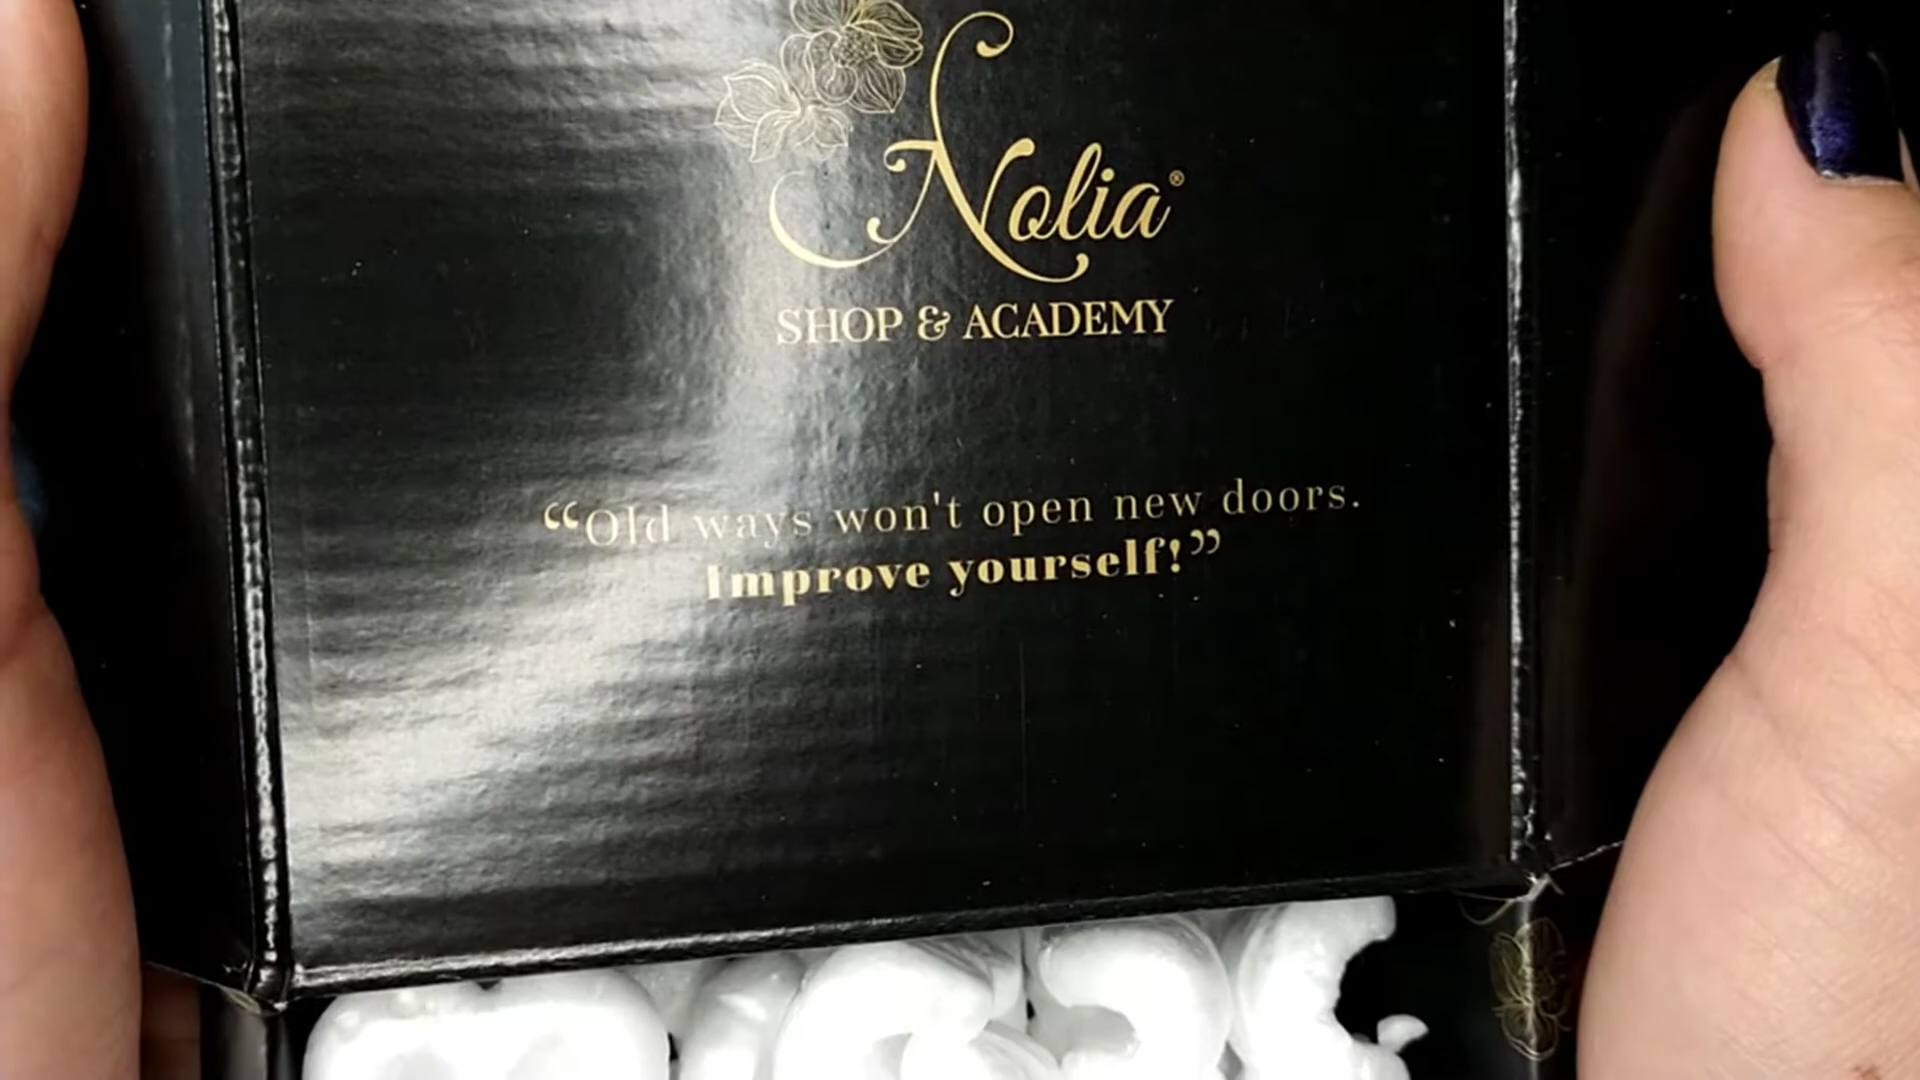 Nolia®
SHOP & ACADEMY
“Old ways won't open new doors.
Improve yourself!”